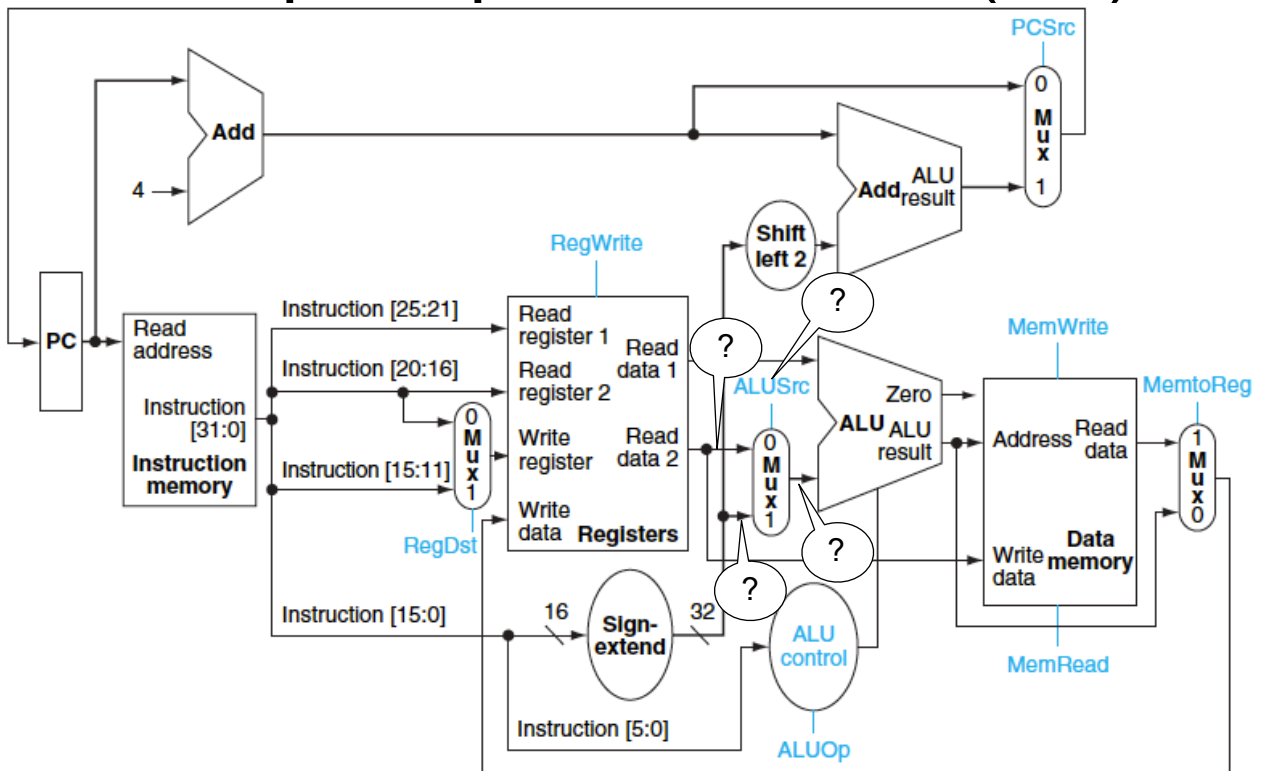 PCSrc
0
M
u
x
1
Add
4
Add ALU
result
Shift
left 2
RegWrite
?
?
PC
Read
address
Instruction
[31:0]
Instruction
memory
Instruction [25:21]
Instruction [20:16]
Instruction [15:11]
0
M
u
x
1
RegDst
Read
register 1
Read
register 2
Write
register
Write
data
Read
data 1
Read
data 2
Registers
ALUSrc
0
M
u
x
1
?
?
Zero
ALU ALU
result
MemWrite
Address
Read
data
Write
data
Data
memory
MemRead
MemtoReg
1
M
u
x
0
Instruction [15:0]
16
Sign-
extend
32
ALU
control
Instruction [5:0]
ALUOp